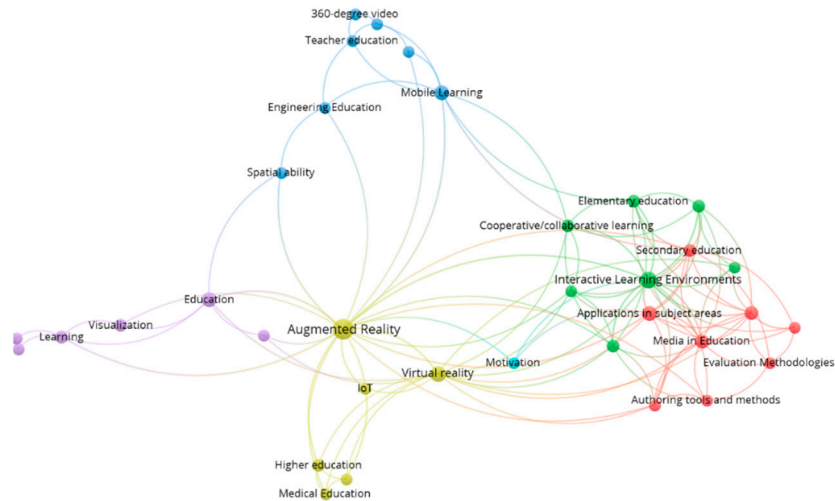 360-degree video
Teacher education
Mobile Learning
Engineering Education
Spatial ability
Elementary education
Cooperative/collaborative learning
Secondary education
Interactive Learning Environments
Education
Applications in subject areas
Visualization
Augmented Reality
Learning
Media in Education
Motivation
Evaluation Methodologies
Virtual reality
IoT
Authoring tools and methods
Higher education
Medical Education